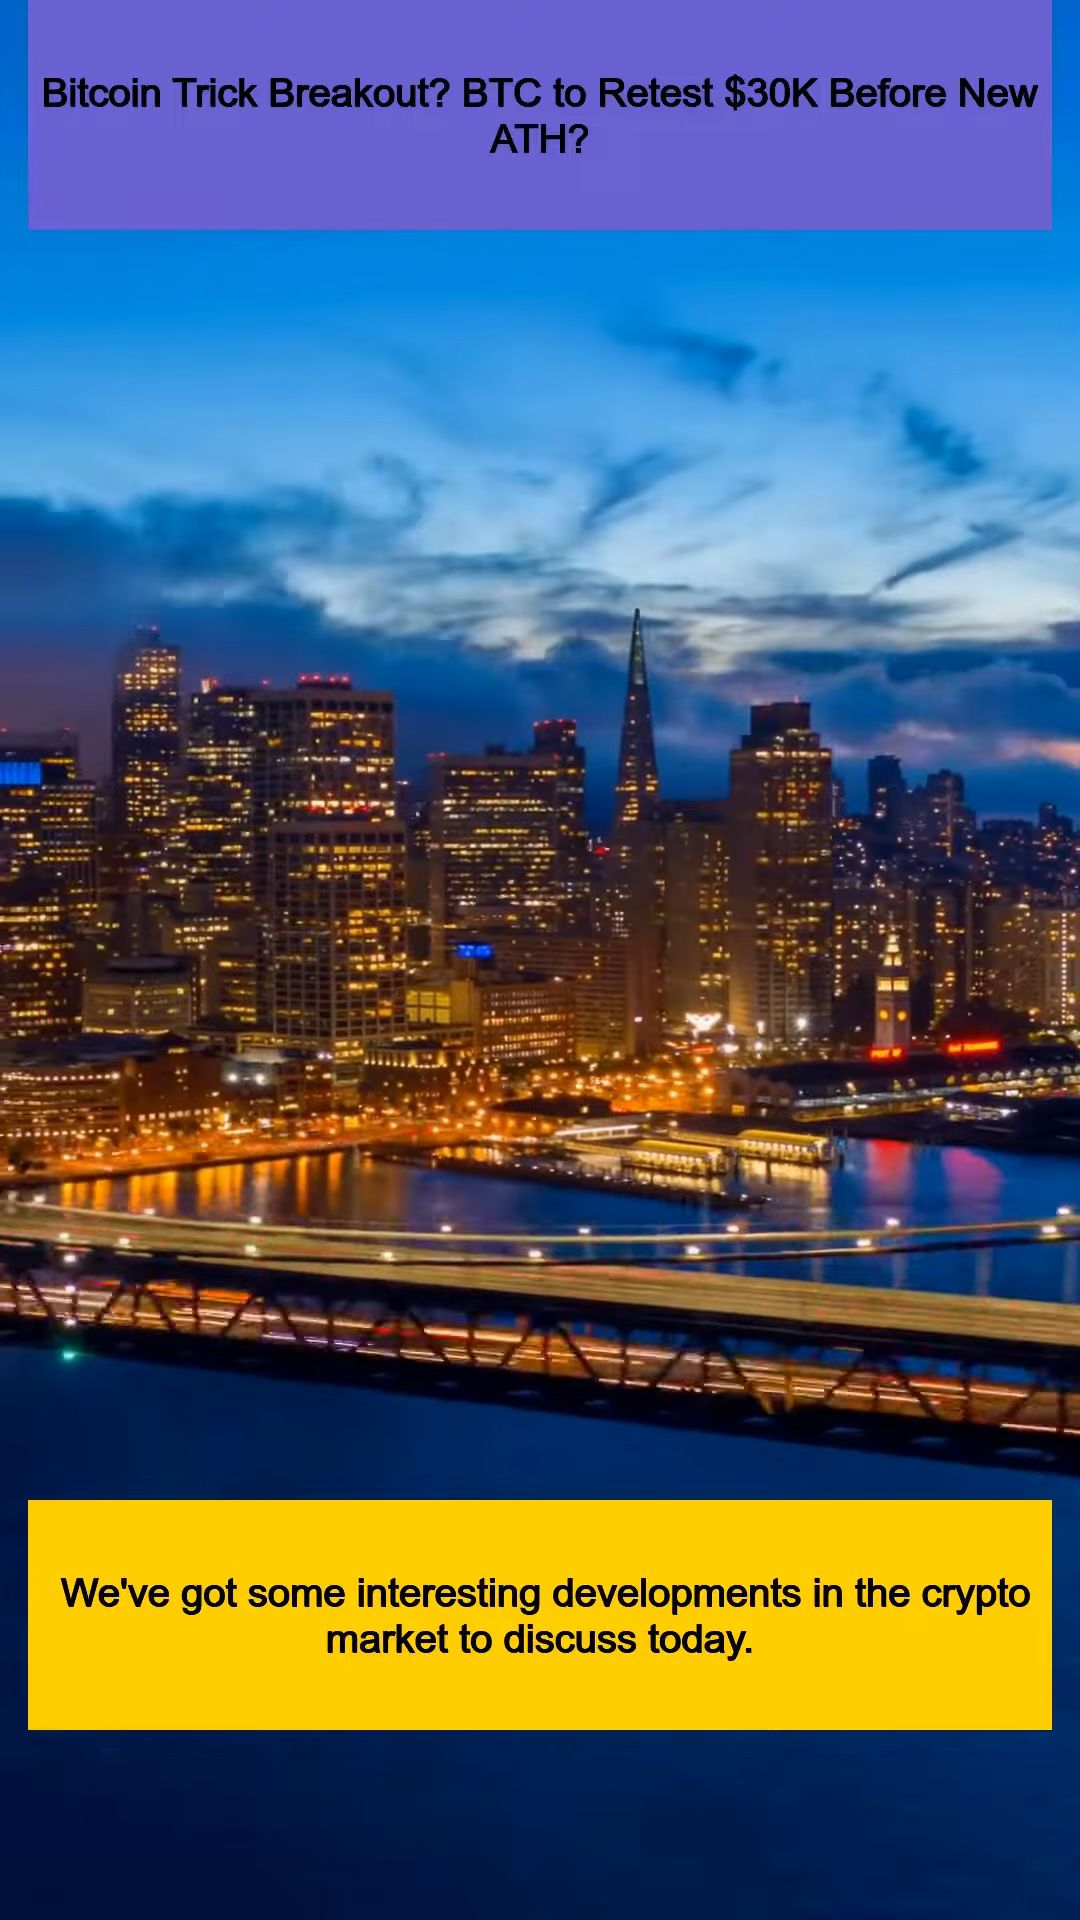 Bitcoin Trick Breakout? BTC to Retest $30K Before New
ATH?
We've got some interesting developments in the crypto
market to discuss today.